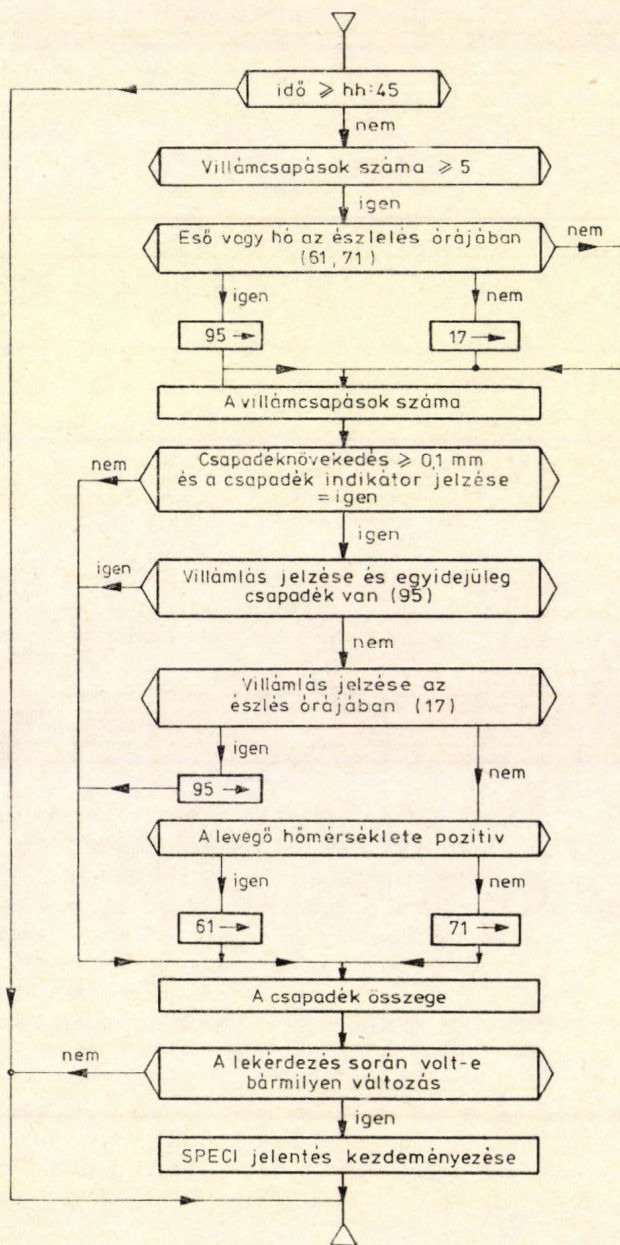 idő ⩾ hh:45
nem
Villámcsapások száma ⩾ 5
igen
Eső vagy hó az észlelés órájában
(61, 71)
nem
igen
nem
95
17
A villámcsapások száma
nem
Csapadéknövekedés ⩾ 0,1 mm
és a csapadék indikátor jelzése
= igen
igen
igen
Villámlás jelzése és egyidejüleg
csapadék van (95)
nem
Villámlás jelzése az
észlés órájában (17)
igen
nem
95
A levegő hőmérséklete pozitiv
igen
nem
61
71
A csapadék összege
nem
A lekérdezés során volt-e
bármilyen változás
igen
SPECI jelentés kezdeményezése